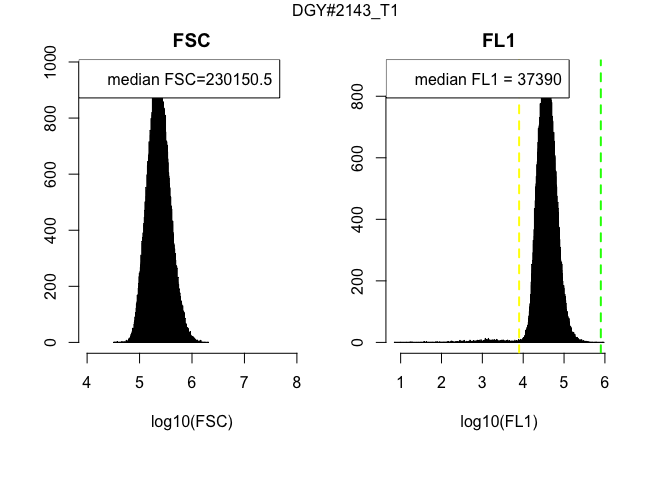 DGY#2143_T1
FSC
FL1
median FSC=230150.5
median FL1 = 37390
1000
800
600
400
200
0
800
600
400
200
0
4 5 6 7 8
1 2 3 4 5 6
log10(FSC)
log10(FL1)